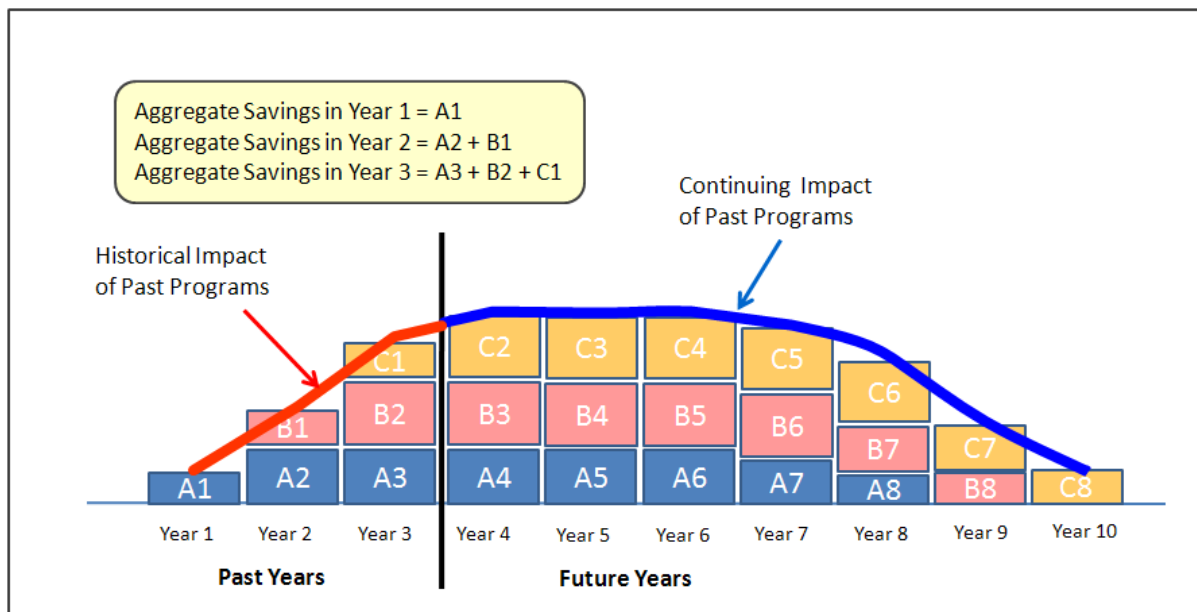 Aggregate Savings in Year 1 = A1
Aggregate Savings in Year 2 = A2 + B1
Aggregate Savings in Year 3 = A3 + B2 + C1
Continuing Impact
of Past Programs
Historical Impact
of Past Programs
C1 C2 C3 C4 C5 C6
B1 B2 B3 B4 B5 B6 B7 C7
A1 A2 A3 A4 A5 A6 A7 A8 B8 C8
Year 1 Year 2 Year 3 Year 4 Year 5 Year 6 Year 7 Year 8 Year 9 Year 10
Past Years Future Years